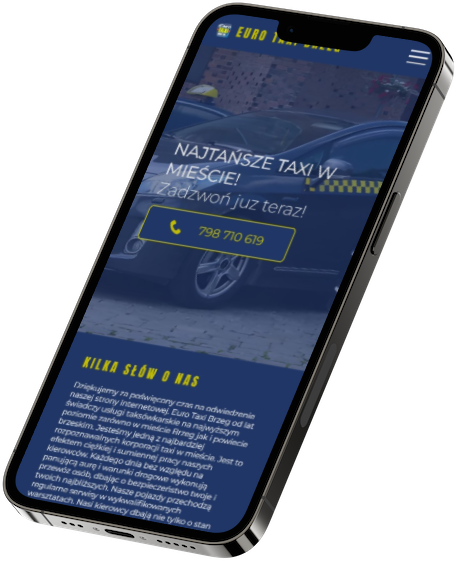 EURO TAXI BRZEG
NAJTAŃSZE TAXI W
MIEŚCIE!
Zadzwoń już teraz!
798 710 619
KILKA SŁÓW O NAS
Dziękujemy za poświęcony czas na odwiedzenie
naszej strony internetowej. Euro Taxi Brzeg od lat
świadczy usługi taksówkarskie na najwyższym
poziomie zarówno w mieście Brzeg jak i powiecie
brzeskim. Jesteśmy jedną z najbardziej
rozpoznawalnych korporacji taxi w mieście. Jest to
efektem ciężkiej i sumiennej pracy naszych
kierowców. Każdego dnia bez względu na
panującą aurę i warunki drogowe wykonują
przewóz osób, dbając o bezpieczeństwo twoje i
twoich najbliższych. Nasze pojazdy przechodzą
regularne serwisy w wykwalifikowanych
warsztatach. Nasi kierowcy dbają nie tylko o stan